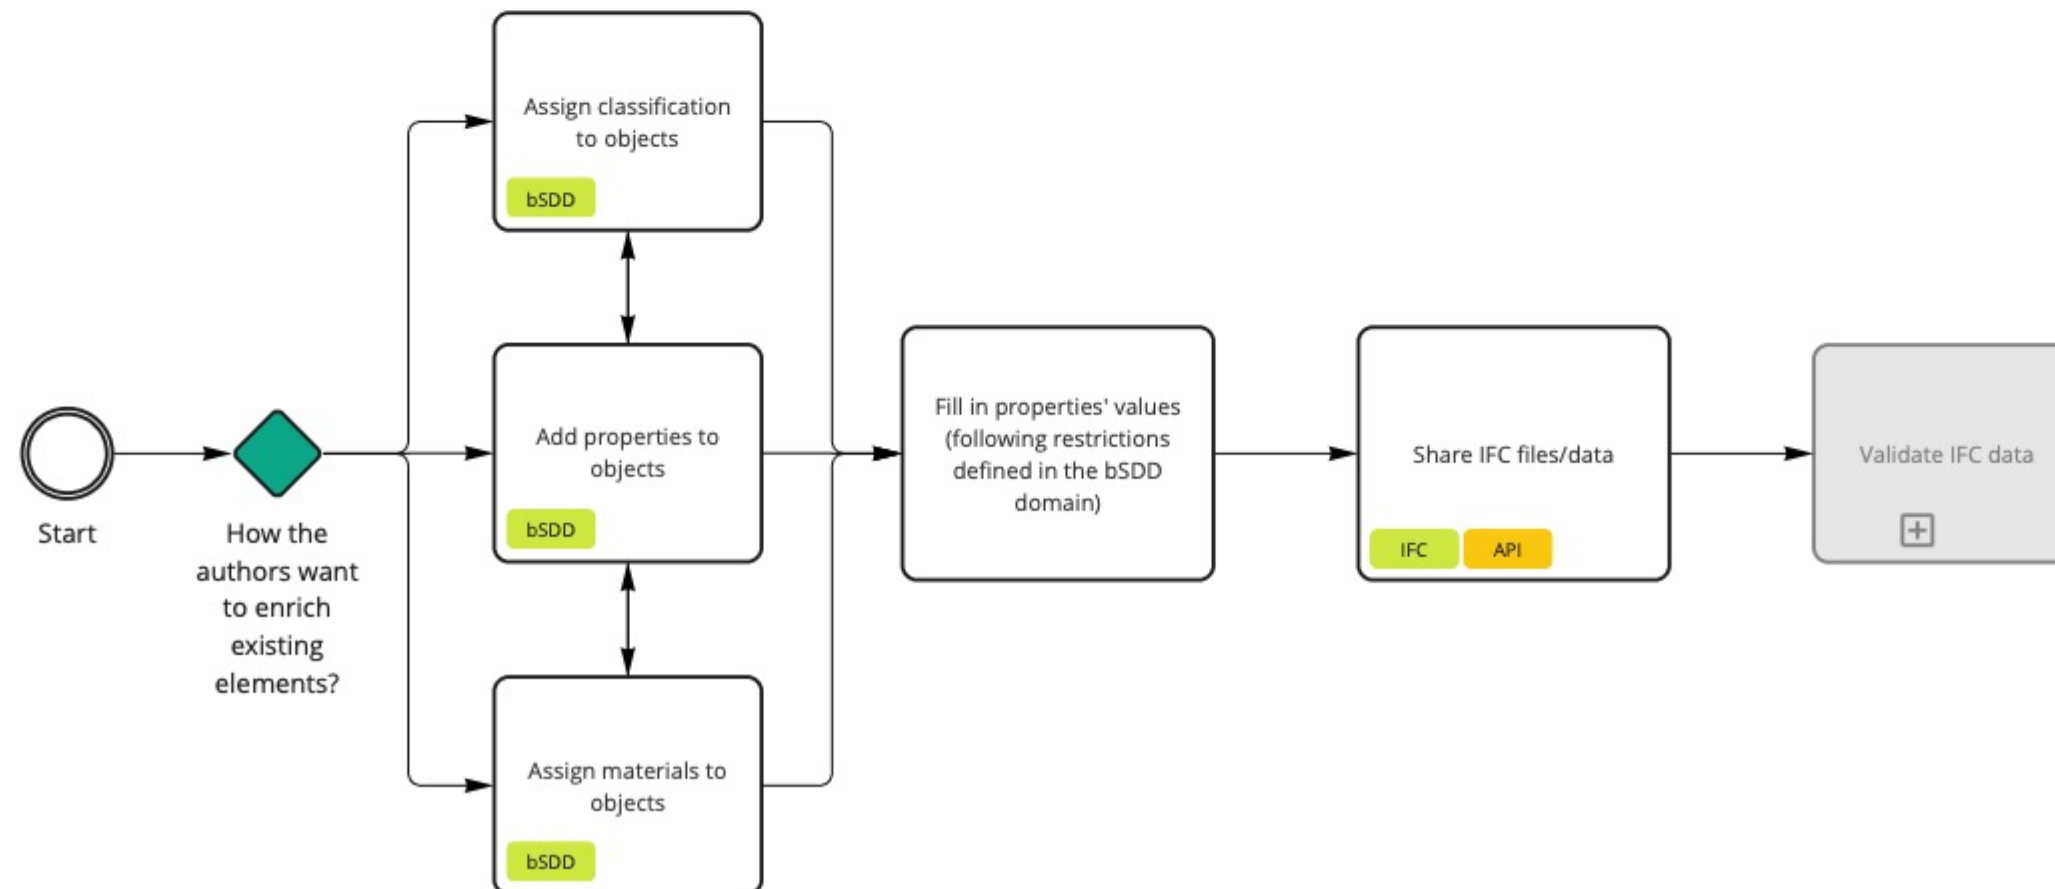 Assign classification
to objects
bSDD
Start
How the
authors want
to enrich
existing
elements?
Add properties to
objects
bSDD
Assign materials to
objects
bSDD
Fill in properties' values
(following restrictions
defined in the bSDD
domain)
Share IFC files/data
IFC
API
Validate IFC data